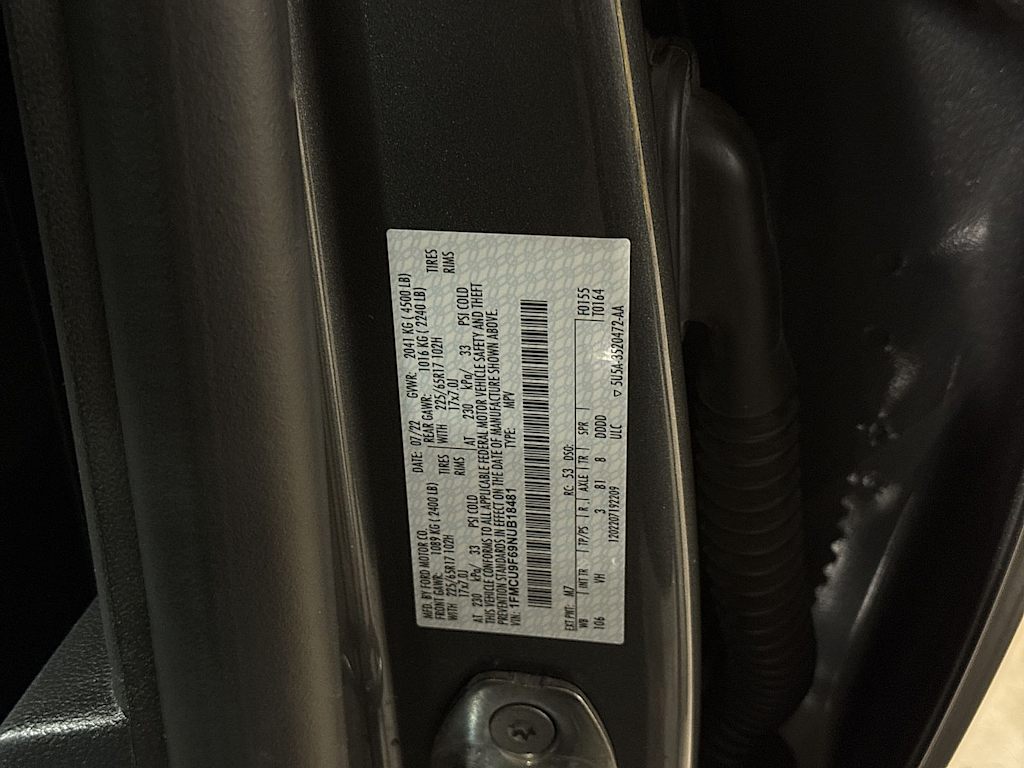 MFD. BY FORD MOTOR CO. DATE: 07/22 GVWR: 2041 KG ( 4500 LB)
FRONT GAWR: 1089 KG ( 2400 LB) REAR GAWR: 1016 KG ( 2240 LB)
WITH 225/65R17 102H TIRES WITH 225/65R17 102H TIRES
17x7.0J RIMS 17x7.0J RIMS
AT 230 kPa/ 33 PSI COLD AT 230 kPa/ 33 PSI COLD
THIS VEHICLE CONFORMS TO ALL APPLICABLE FEDERAL MOTOR VEHICLE SAFETY AND THEFT
PREVENTION STANDARDS IN EFFECT ON THE DATE OF MANUFACTURE SHOWN ABOVE.
VIN: 1FMCU9F69NUB18481 TYPE: MPV
EXT PNT: M7 RC: 53 DSO: F0155
WB INT TR TP/PS R. AXLE TR SPR T0164
106 VH 3 B1 8 DDDD
1202207192209 ULC ▽ 5U5A-3520472-AA